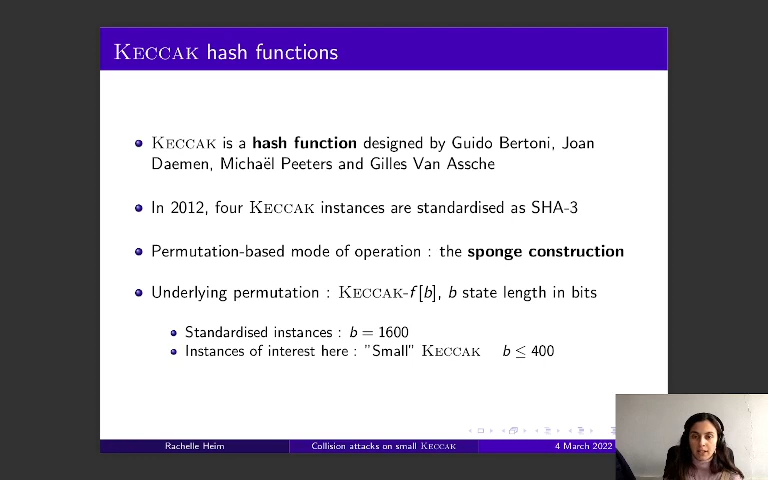 KECCAK hash functions
KECCAK is a hash function designed by Guido Bertoni, Joan
Daemen, Michaël Peeters and Gilles Van Assche
In 2012, four KECCAK instances are standardised as SHA-3
Permutation-based mode of operation : the sponge construction
Underlying permutation : KECCAK-f[b], b state length in bits
Standardised instances : b = 1600
Instances of interest here : "Small" KECCAK b ≤ 400
Rachelle Heim Collision attacks on small KECCAK 4 March 2022